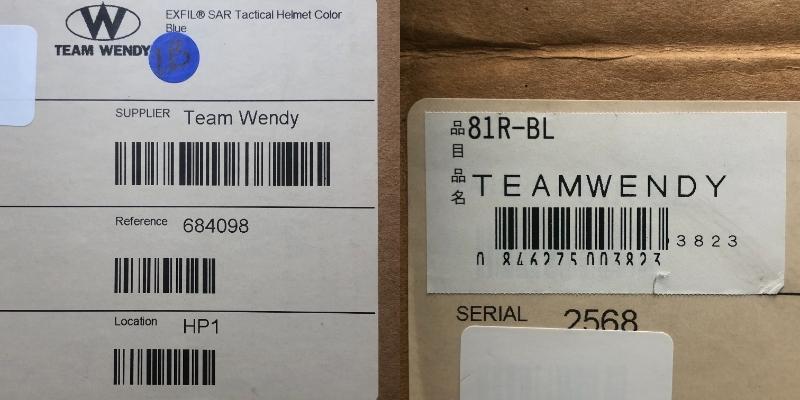 EXFIL® SAR Tactical Helmet Color
Blue
TEAM WENDY
SUPPLIER Team Wendy
Reference 684098
Location HP1
品目 81R-BL
品名 TEAMWENDY
3823
0 846275 003823
SERIAL 2568